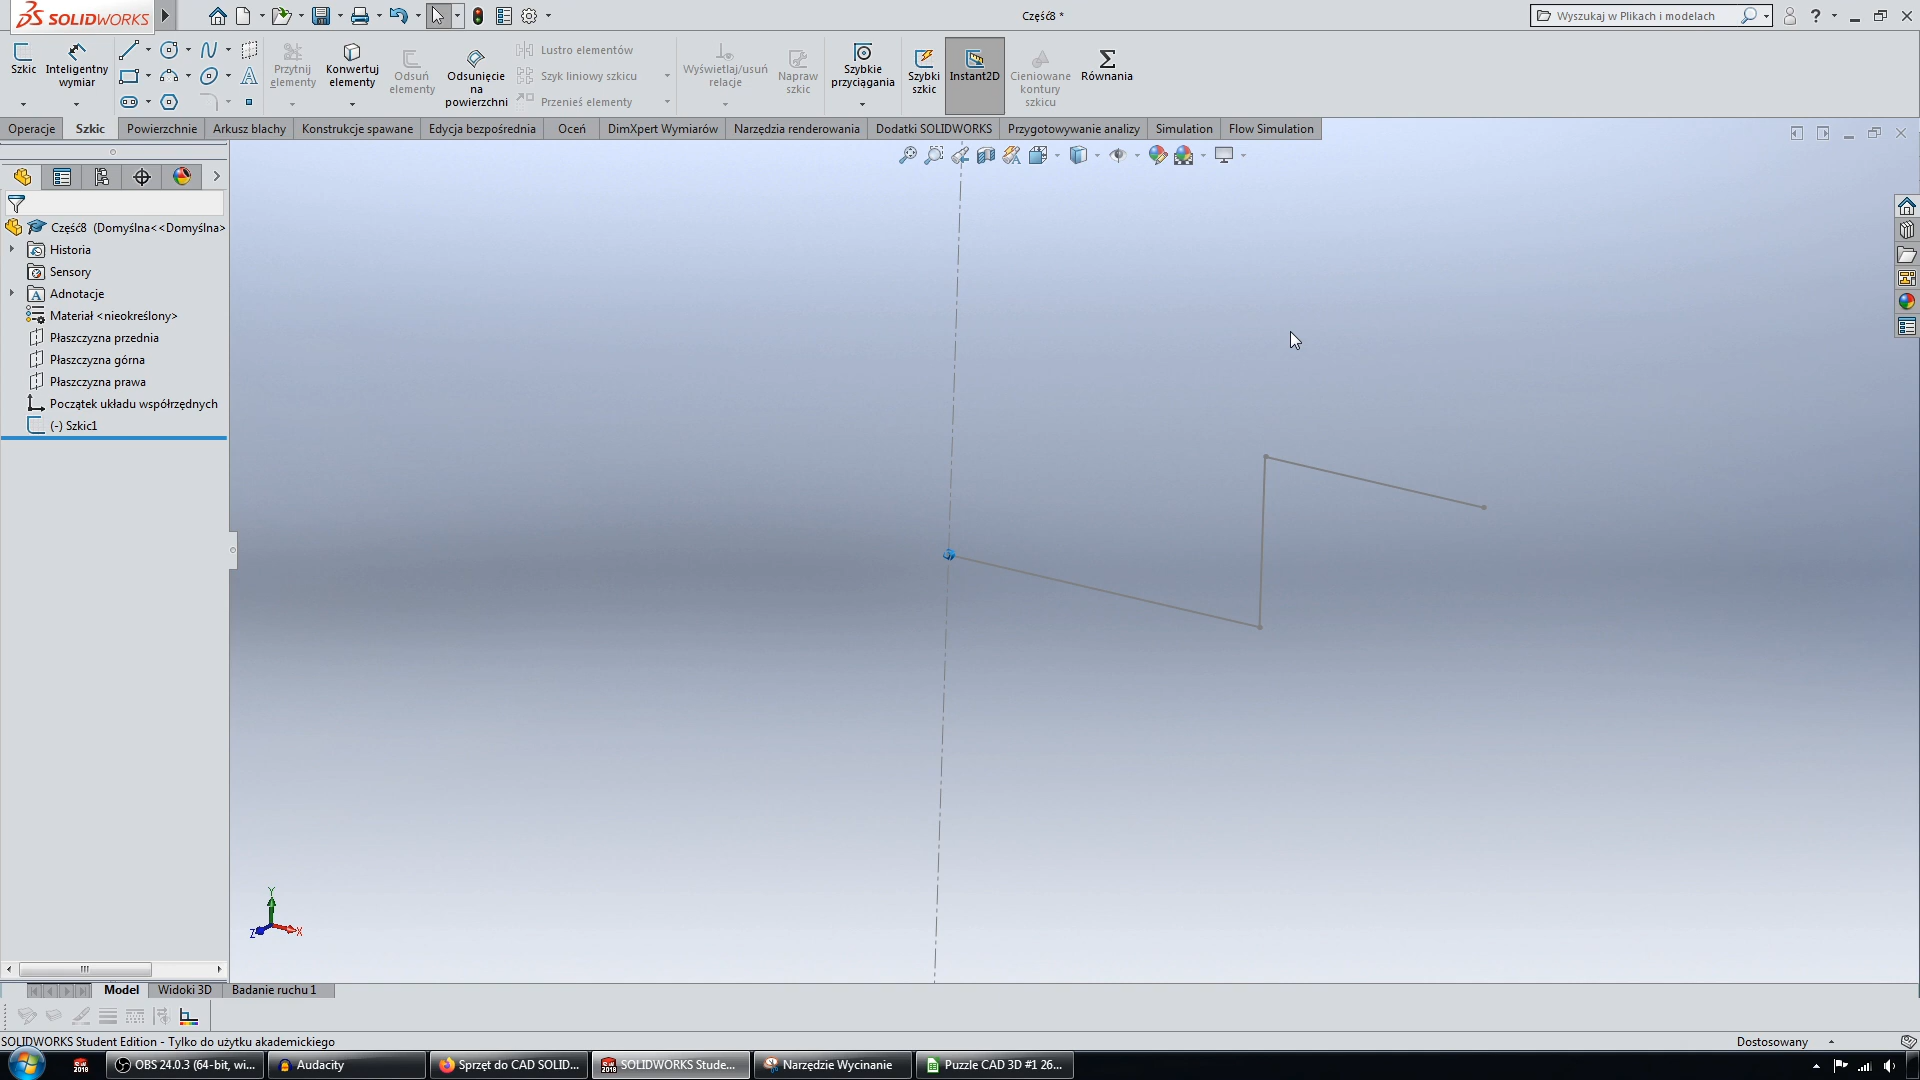 SOLIDWORKS
Część8 *
Wyszukaj w Plikach i modelach
?
Szkic
Inteligentny wymiar
Przytnij elementy
Konwertuj elementy
Odsuń elementy
Odsunięcie na powierzchni
Lustro elementów
Szyk liniowy szkicu
Przenieś elementy
Wyświetlaj/usuń relacje
Napraw szkic
Szybkie przyciągania
Szybki szkic
Instant2D
Cieniowane kontury szkicu
Równania
Operacje
Szkic
Powierzchnie
Arkusz blachy
Konstrukcje spawane
Edycja bezpośrednia
Oceń
DimXpert Wymiarów
Narzędzia renderowania
Dodatki SOLIDWORKS
Przygotowywanie analizy
Simulation
Flow Simulation
Część8 (Domyślna<<Domyślna>
Historia
Sensory
Adnotacje
Materiał <nieokreślony>
Płaszczyzna przednia
Płaszczyzna górna
Płaszczyzna prawa
Początek układu współrzędnych
(-) Szkic1
Y
Z
X
Model
Widoki 3D
Badanie ruchu 1
SOLIDWORKS Student Edition - Tylko do użytku akademickiego
Dostosowany
OBS 24.0.3 (64-bit, wi...
Audacity
Sprzęt do CAD SOLID...
SOLIDWORKS Stude...
Narzędzie Wycinanie
Puzzle CAD 3D #1 26...